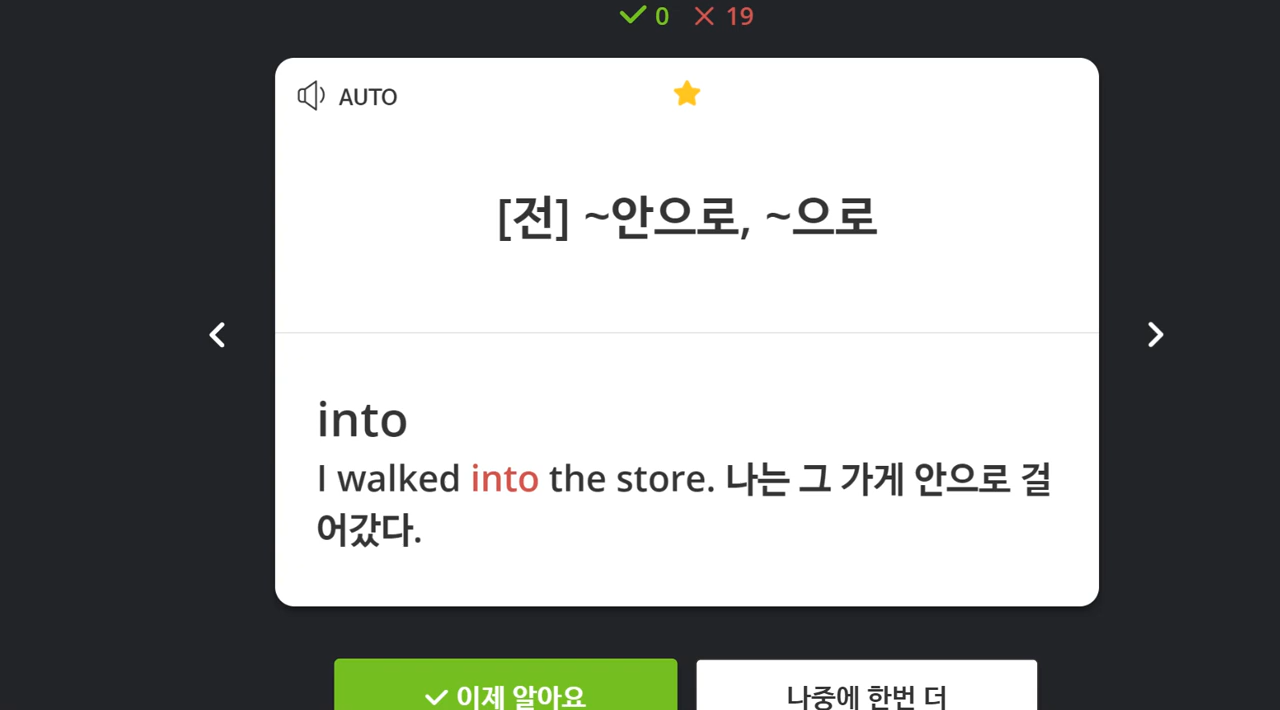 0 19
AUTO
[전] ~안으로, ~으로
into
I walked into the store. 나는 그 가게 안으로 걸
어갔다.
이제 알아요 나중에 한번 더